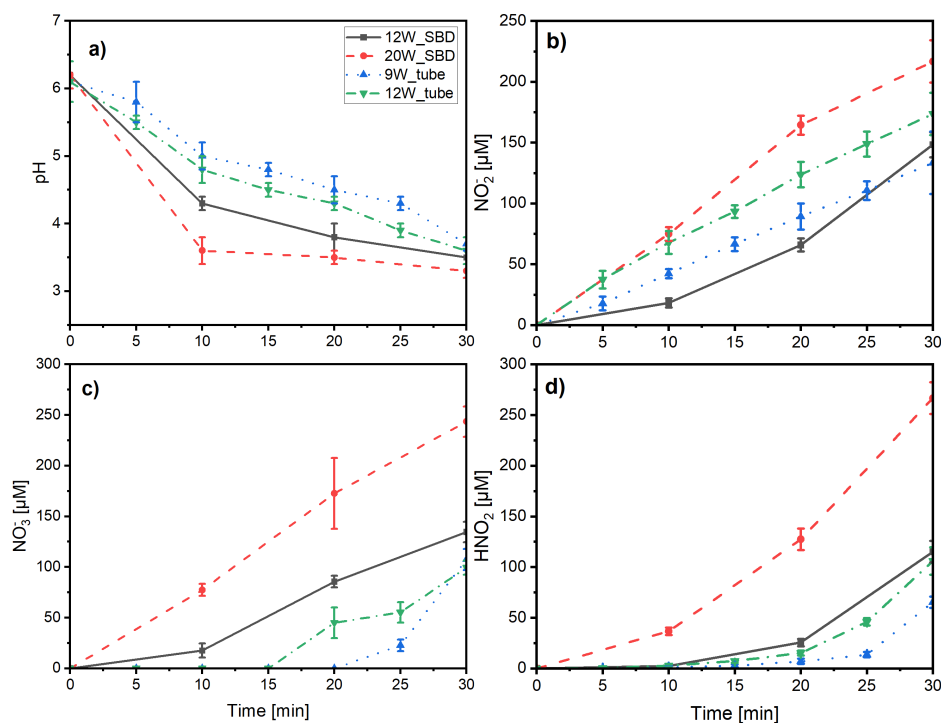 a)
12W_SBD
20W_SBD
9W_tube
12W_tube
pH
7
6
5
4
3
0 5 10 15 20 25 30
b)
NO₂⁻ [µM]
250
200
150
100
50
0
0 5 10 15 20 25 30
c)
NO₃⁻ [µM]
300
250
200
150
100
50
0
0 5 10 15 20 25 30
Time [min]
d)
HNO₂ [µM]
300
250
200
150
100
50
0
0 5 10 15 20 25 30
Time [min]